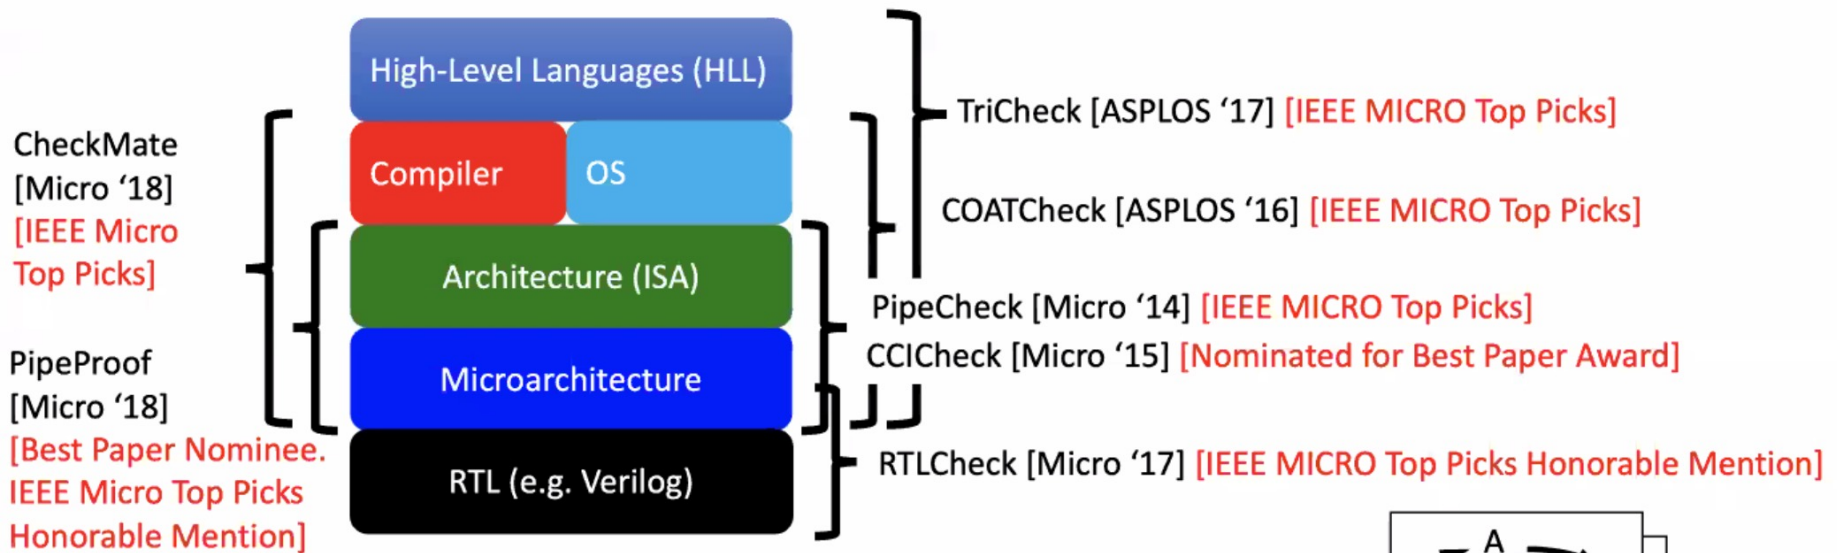 High-Level Languages (HLL)
Compiler
OS
Architecture (ISA)
Microarchitecture
RTL (e.g. Verilog)
CheckMate
[Micro ‘18]
[IEEE Micro
Top Picks]
PipeProof
[Micro ‘18]
[Best Paper Nominee.
IEEE Micro Top Picks
Honorable Mention]
TriCheck [ASPLOS ‘17] [IEEE MICRO Top Picks]
COATCheck [ASPLOS ‘16] [IEEE MICRO Top Picks]
PipeCheck [Micro ‘14] [IEEE MICRO Top Picks]
CCICheck [Micro ‘15] [Nominated for Best Paper Award]
RTLCheck [Micro ‘17] [IEEE MICRO Top Picks Honorable Mention]
A